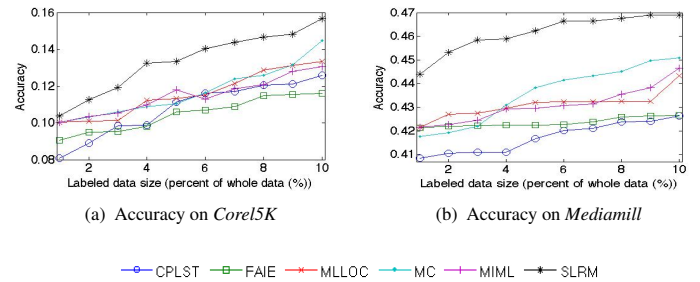 0.16
0.14
0.12
0.10
0.08
Accuracy
2 4 6 8 10
Labeled data size (percent of whole data (%))
(a) Accuracy on Corel5K
0.47
0.46
0.45
0.44
0.43
0.42
0.41
Accuracy
2 4 6 8 10
Labeled data size (percent of whole data (%))
(b) Accuracy on Mediamill
CPLST FAIE MLLOC MC MIML SLRM